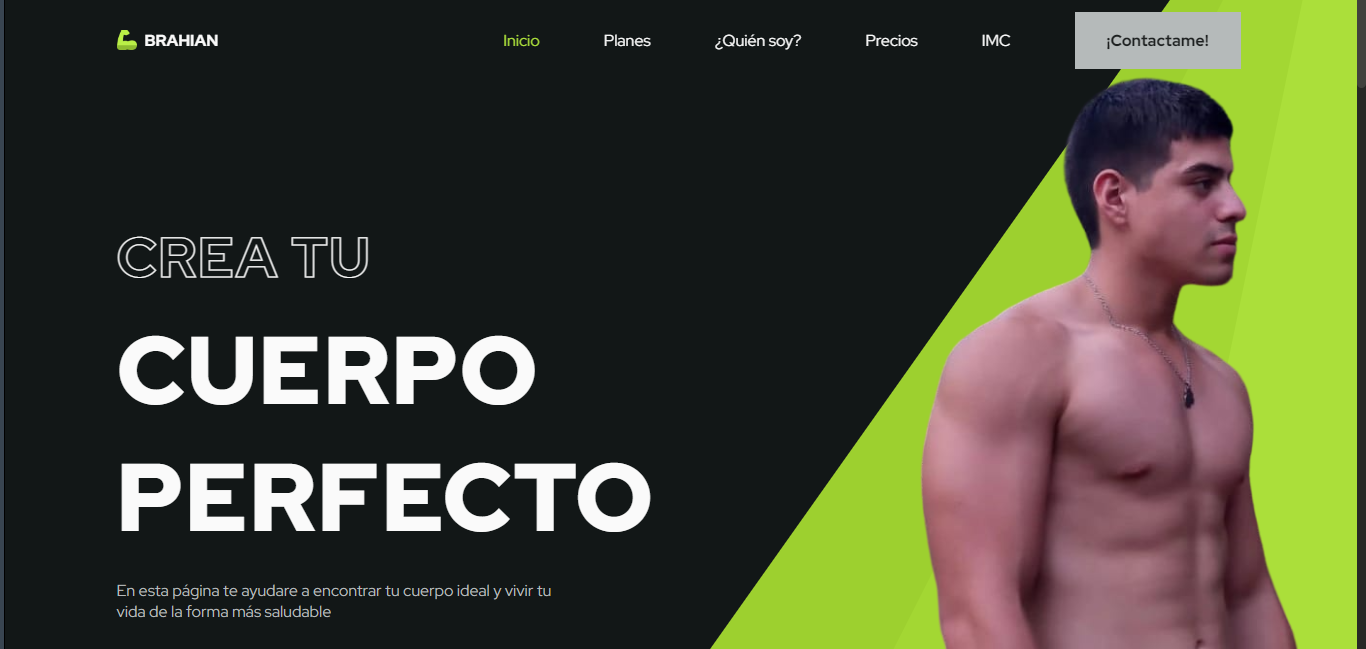 BRAHIAN
Inicio
Planes
¿Quién soy?
Precios
IMC
¡Contactame!
CREA TU
CUERPO
PERFECTO
En esta página te ayudare a encontrar tu cuerpo ideal y vivir tu
vida de la forma más saludable